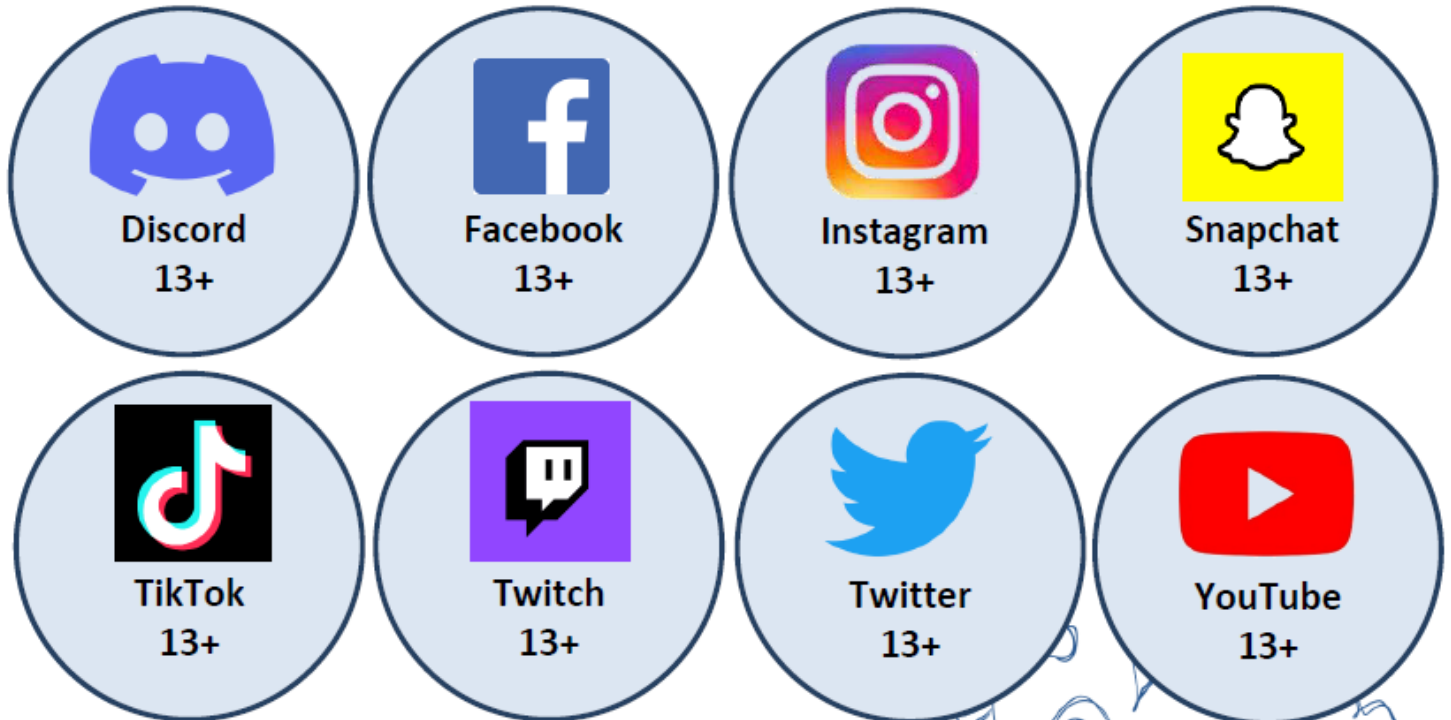 Discord
13+
Facebook
13+
Instagram
13+
Snapchat
13+
TikTok
13+
Twitch
13+
Twitter
13+
YouTube
13+